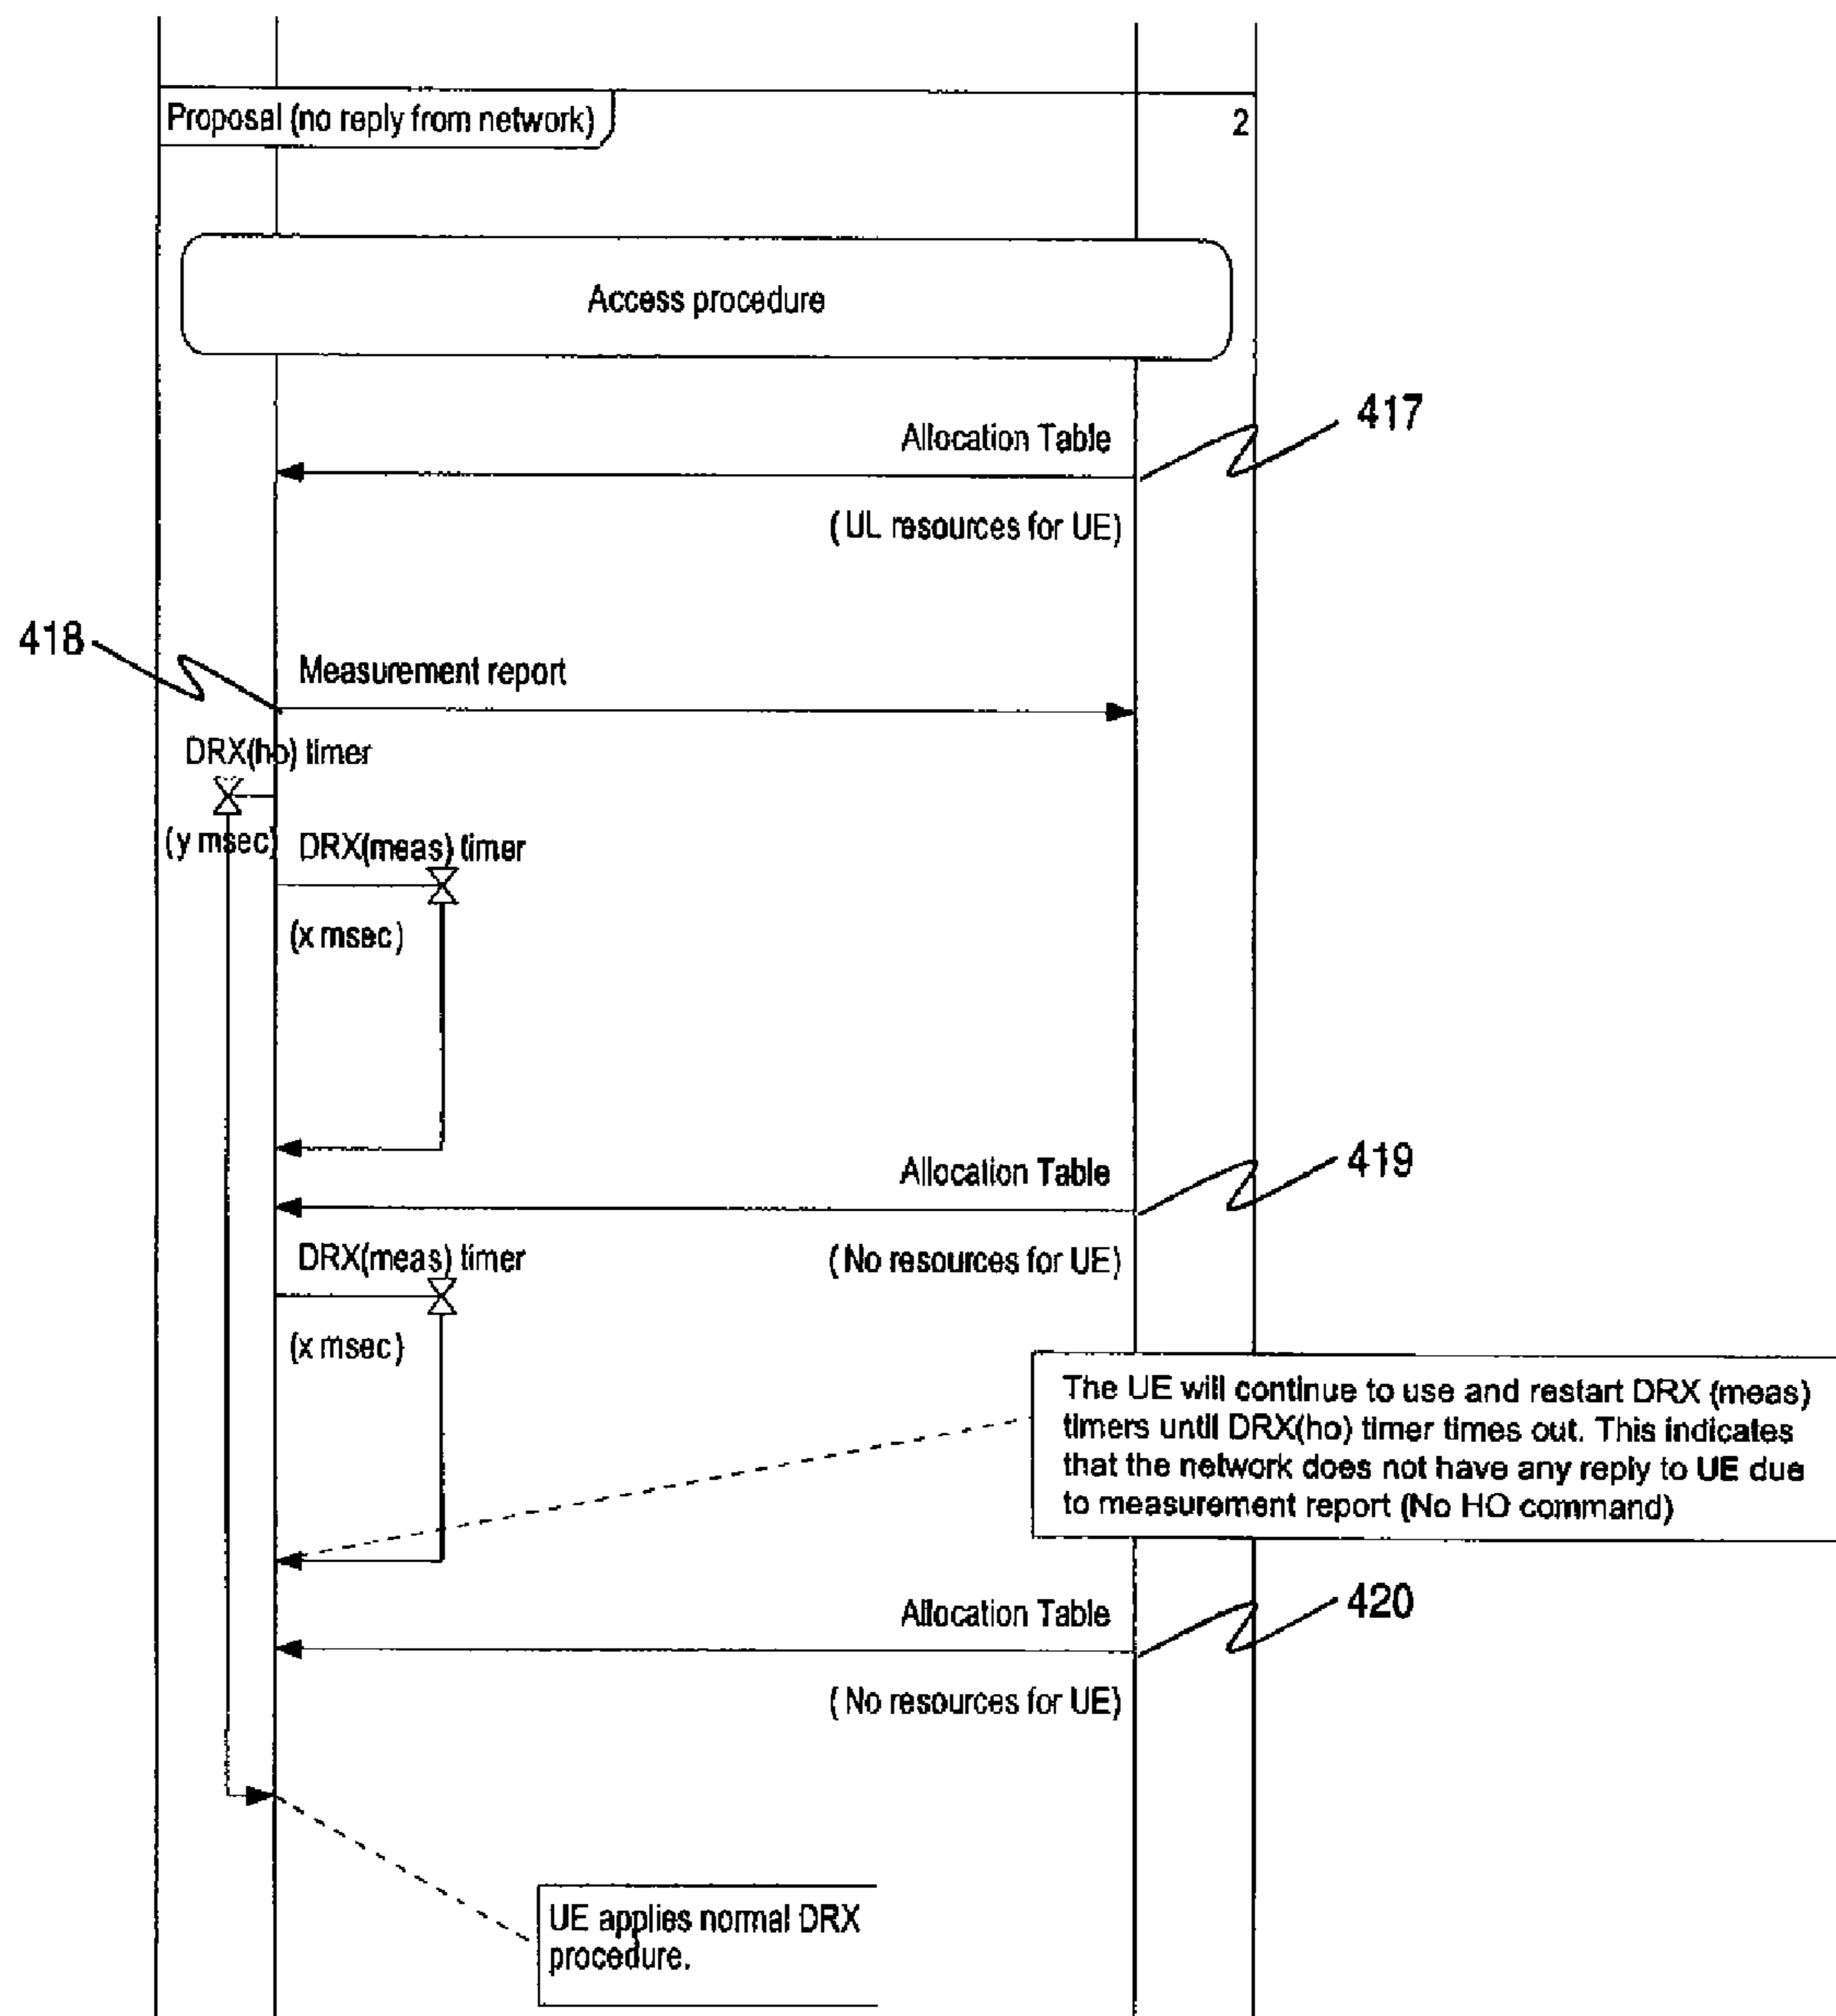 Proposal (no reply from network)
2
Access procedure
417
Allocation Table
(UL resources for UE)
418
Measurement report
DRX(ho) timer
(y msec)
DRX(meas) timer
(x msec)
419
Allocation Table
(No resources for UE)
DRX(meas) timer
(x msec)
The UE will continue to use and restart DRX (meas)
timers until DRX(ho) timer times out. This indicates
that the network does not have any reply to UE due
to measurement report (No HO command)
420
Allocation Table
(No resources for UE)
UE applies normal DRX
procedure.